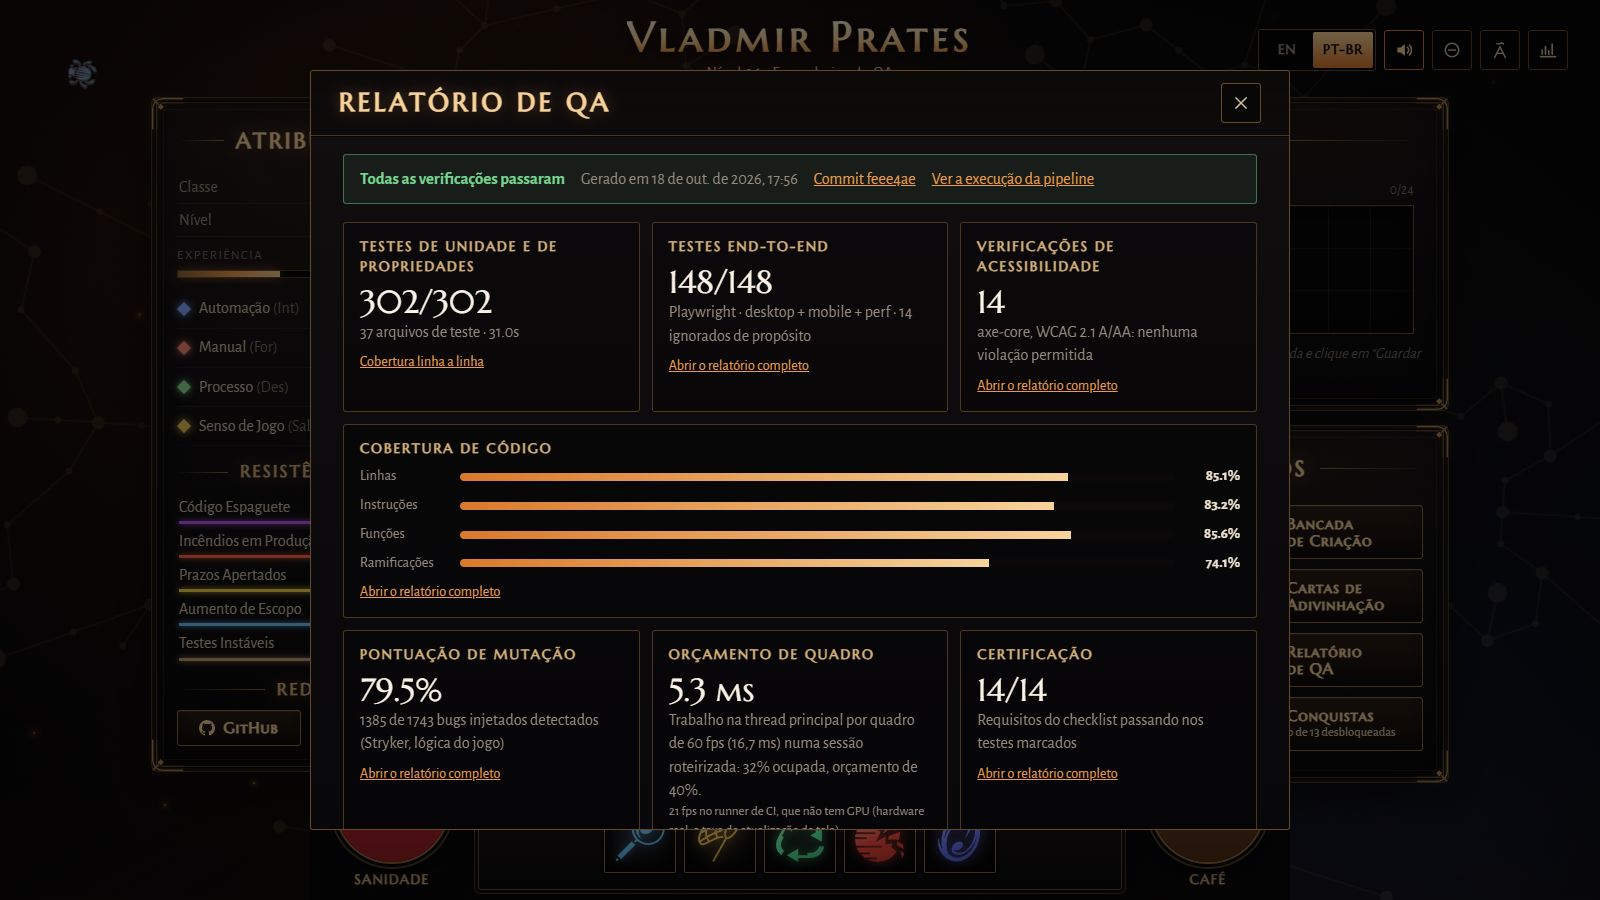 Vladmir Prates
EN
PT-BR
RELATÓRIO DE QA
Todas as verificações passaram Gerado em 18 de out. de 2026, 17:56 Commit feee4ae Ver a execução da pipeline
TESTES DE UNIDADE E DE
PROPRIEDADES
302/302
37 arquivos de teste · 31.0s
Cobertura linha a linha
TESTES END-TO-END
148/148
Playwright · desktop + mobile + perf · 14
ignorados de propósito
Abrir o relatório completo
VERIFICAÇÕES DE
ACESSIBILIDADE
14
axe-core, WCAG 2.1 A/AA: nenhuma
violação permitida
Abrir o relatório completo
COBERTURA DE CÓDIGO
Linhas 85.1%
Instruções 83.2%
Funções 85.6%
Ramificações 74.1%
Abrir o relatório completo
PONTUAÇÃO DE MUTAÇÃO
79.5%
1385 de 1743 bugs injetados detectados
(Stryker, lógica do jogo)
Abrir o relatório completo
ORÇAMENTO DE QUADRO
5.3 ms
Trabalho na thread principal por quadro
de 60 fps (16,7 ms) numa sessão
roteirizada: 32% ocupada, orçamento de
40%.
21 fps no runner de CI, que não tem GPU (hardware
CERTIFICAÇÃO
14/14
Requisitos do checklist passando nos
testes marcados
Abrir o relatório completo
ATRIB
Classe
Nível
EXPERIÊNCIA
Automação (Int)
Manual (For)
Processo (Des)
Senso de Jogo (Sab
RESISTÊ
Código Espaguete
Incêndios em Produç
Prazos Apertados
Aumento de Escopo
Testes Instáveis
RED
GitHub
0/24
da e clique em "Guardar
OS
Bancada
de Criação
Cartas de
Adivinhação
Relatório
de QA
Conquistas
o de 13 desbloqueadas
SANIDADE
CAFÉ